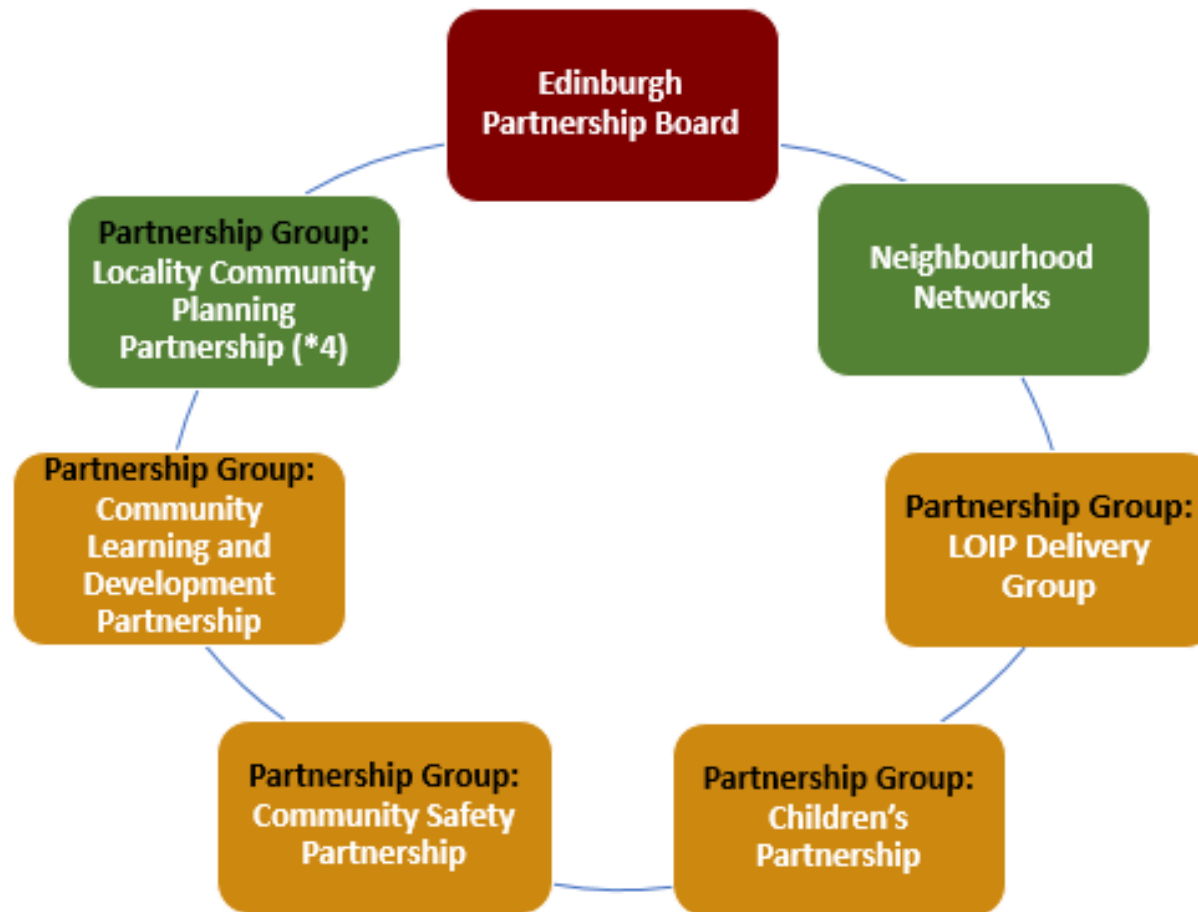 Edinburgh
Partnership Board
Neighbourhood
Networks
Partnership Group:
LOIP Delivery
Group
Partnership Group:
Children’s
Partnership
Partnership Group:
Community Safety
Partnership
Partnership Group:
Community
Learning and
Development
Partnership
Partnership Group:
Locality Community
Planning
Partnership (*4)